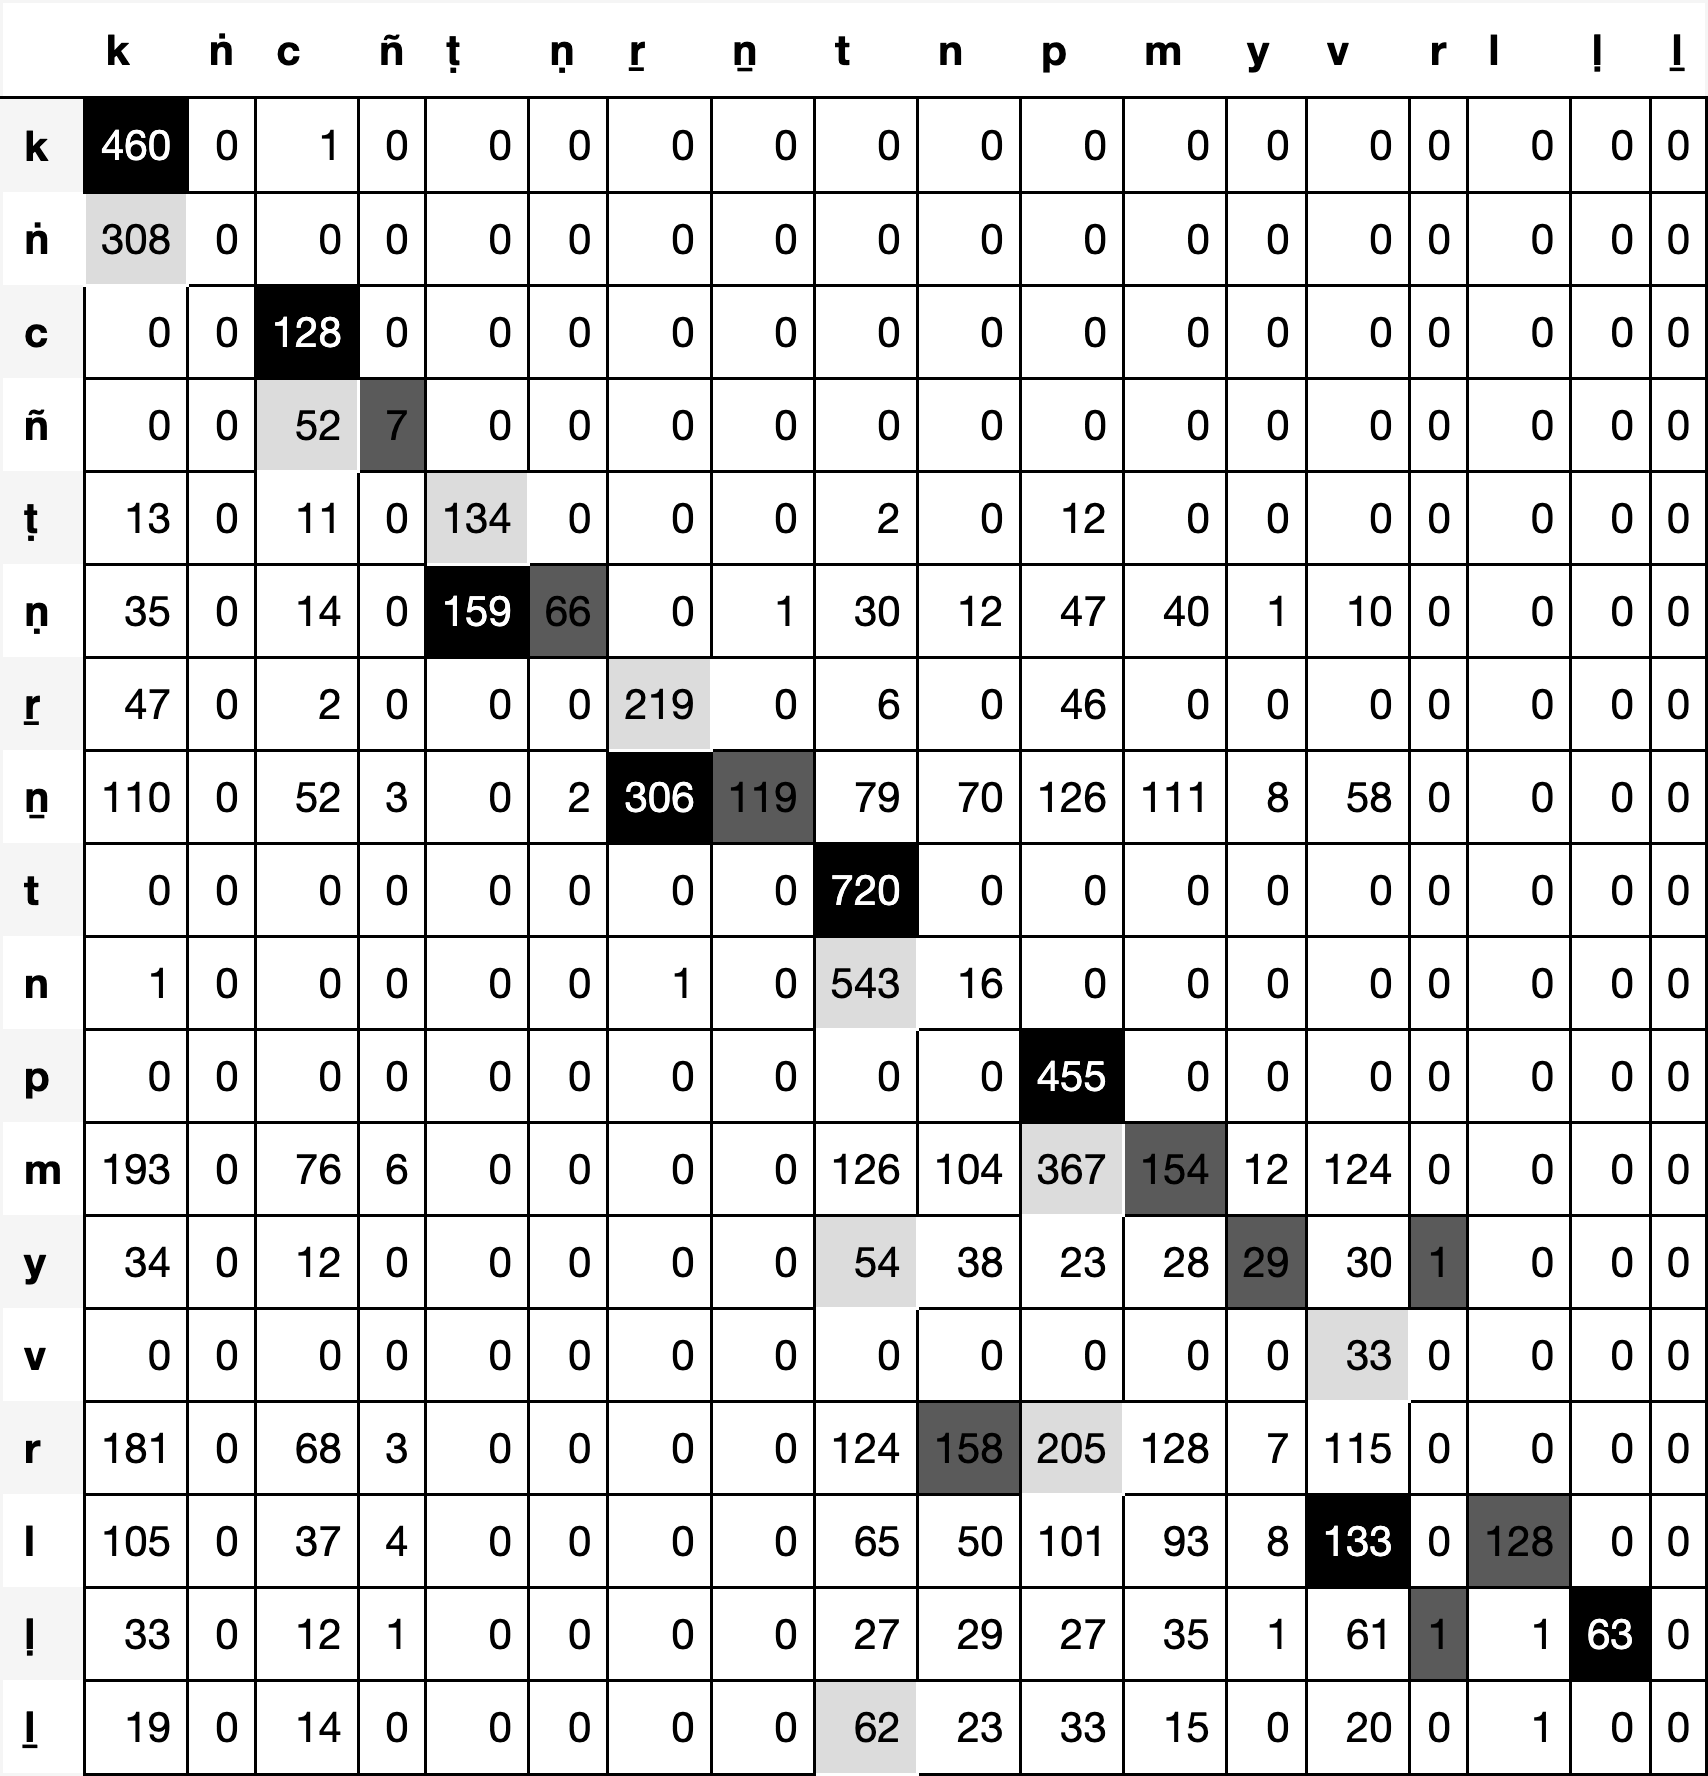 k ṅ c ñ ṭ ṇ ṟ ṉ t n p m y v r l ḷ ḻ
k 460 0 1 0 0 0 0 0 0 0 0 0 0 0 0 0 0 0
ṅ 308 0 0 0 0 0 0 0 0 0 0 0 0 0 0 0 0 0
c 0 0 128 0 0 0 0 0 0 0 0 0 0 0 0 0 0 0
ñ 0 0 52 7 0 0 0 0 0 0 0 0 0 0 0 0 0 0
ṭ 13 0 11 0 134 0 0 0 2 0 12 0 0 0 0 0 0 0
ṇ 35 0 14 0 159 66 0 1 30 12 47 40 1 10 0 0 0 0
ṟ 47 0 2 0 0 0 219 0 6 0 46 0 0 0 0 0 0 0
ṉ 110 0 52 3 0 2 306 119 79 70 126 111 8 58 0 0 0 0
t 0 0 0 0 0 0 0 0 720 0 0 0 0 0 0 0 0 0
n 1 0 0 0 0 0 1 0 543 16 0 0 0 0 0 0 0 0
p 0 0 0 0 0 0 0 0 0 0 455 0 0 0 0 0 0 0
m 193 0 76 6 0 0 0 0 126 104 367 154 12 124 0 0 0 0
y 34 0 12 0 0 0 0 0 54 38 23 28 29 30 1 0 0 0
v 0 0 0 0 0 0 0 0 0 0 0 0 0 33 0 0 0 0
r 181 0 68 3 0 0 0 0 124 158 205 128 7 115 0 0 0 0
l 105 0 37 4 0 0 0 0 65 50 101 93 8 133 0 128 0 0
ḷ 33 0 12 1 0 0 0 0 27 29 27 35 1 61 1 1 63 0
ḻ 19 0 14 0 0 0 0 0 62 23 33 15 0 20 0 1 0 0